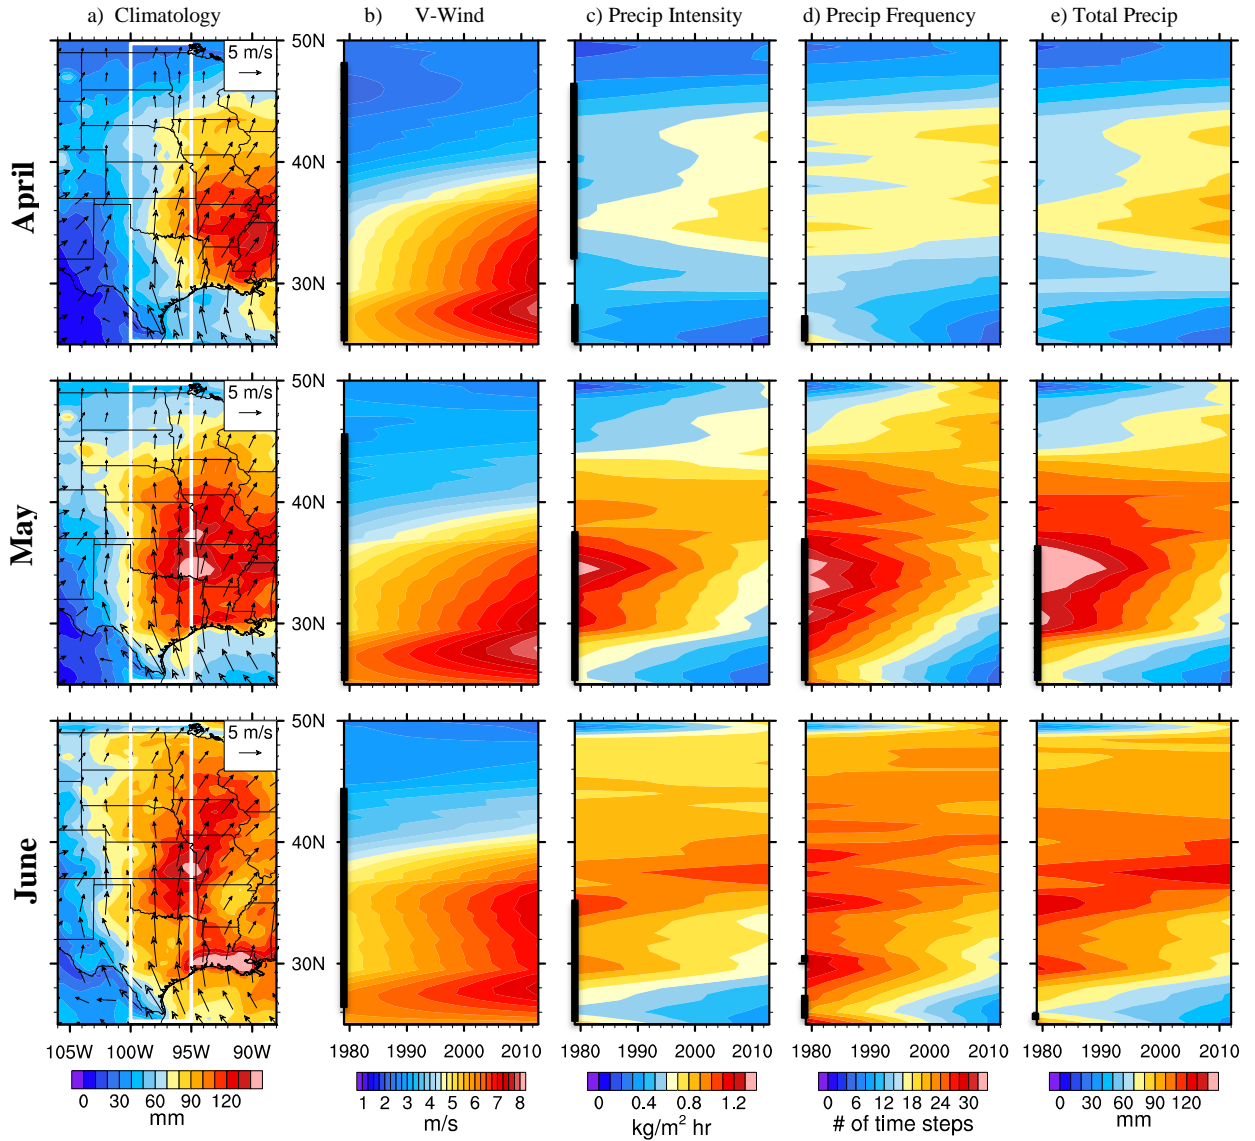 a) Climatology
b) V-Wind
c) Precip Intensity
d) Precip Frequency
e) Total Precip
April
5 m/s
50N
40N
30N
May
5 m/s
50N
40N
30N
June
5 m/s
50N
40N
30N
105W 100W 95W 90W
1980 1990 2000 2010
1980 1990 2000 2010
1980 1990 2000 2010
1980 1990 2000 2010
0 30 60 90 120
mm
1 2 3 4 5 6 7 8
m/s
0 0.4 0.8 1.2
kg/m² hr
0 6 12 18 24 30
# of time steps
0 30 60 90 120
mm